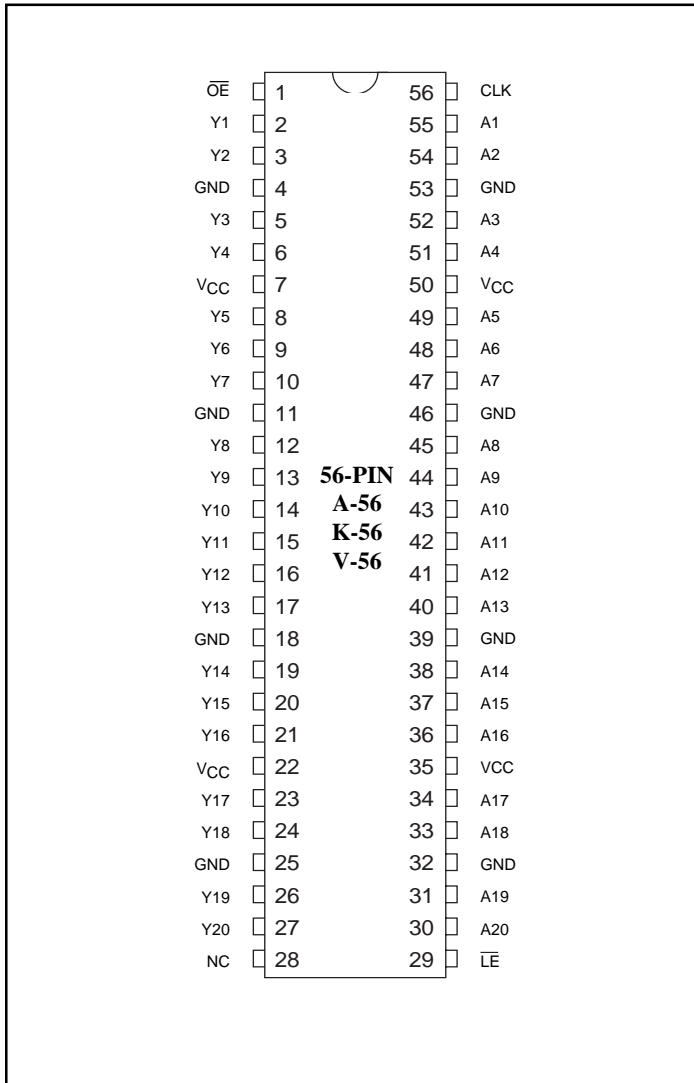 O̅E̅ 1 56 CLK
Y1 2 55 A1
Y2 3 54 A2
GND 4 53 GND
Y3 5 52 A3
Y4 6 51 A4
VCC 7 50 VCC
Y5 8 49 A5
Y6 9 48 A6
Y7 10 47 A7
GND 11 46 GND
Y8 12 45 A8
Y9 13 56-PIN 44 A9
Y10 14 A-56 43 A10
Y11 15 K-56 42 A11
Y12 16 V-56 41 A12
Y13 17 40 A13
GND 18 39 GND
Y14 19 38 A14
Y15 20 37 A15
Y16 21 36 A16
VCC 22 35 VCC
Y17 23 34 A17
Y18 24 33 A18
GND 25 32 GND
Y19 26 31 A19
Y20 27 30 A20
NC 28 29 L̅E̅